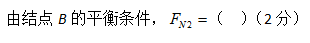 由结点 B 的平衡条件，F_{N2} =（  ）（2 分）